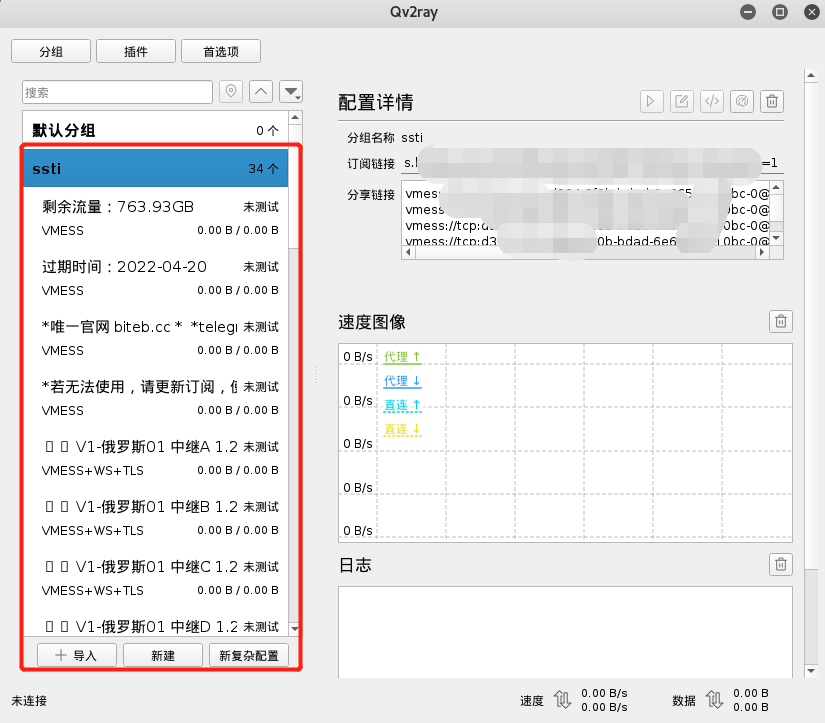 Qv2ray
分组 插件 首选项
搜索
默认分组 0 个
ssti 34 个
剩余流量：763.93GB 未测试
VMESS 0.00 B / 0.00 B
过期时间：2022-04-20 未测试
VMESS 0.00 B / 0.00 B
*唯一官网 biteb.cc * *telegr 未测试
VMESS 0.00 B / 0.00 B
*若无法使用，请更新订阅， 未测试
VMESS 0.00 B / 0.00 B
V1-俄罗斯01 中继A 1.2 未测试
VMESS+WS+TLS 0.00 B / 0.00 B
V1-俄罗斯01 中继B 1.2 未测试
VMESS+WS+TLS 0.00 B / 0.00 B
V1-俄罗斯01 中继C 1.2 未测试
VMESS+WS+TLS 0.00 B / 0.00 B
V1-俄罗斯01 中继D 1.2 未测试
导入 新建 新复杂配置
配置详情
分组名称 ssti
订阅链接 =1
分享链接 vmess 0bc-0@
vmess 0bc-0@
vmess://tcp:d 0bc-0@
vmess://tcp:d3 0b-bdad-6e6 0bc-0@
速度图像
0 B/s 代理 ↑
代理 ↓
0 B/s 直连 ↑
直连 ↓
0 B/s
0 B/s
0 B/s
日志
未连接
速度 0.00 B/s
0.00 B/s
数据 0.00 B
0.00 B